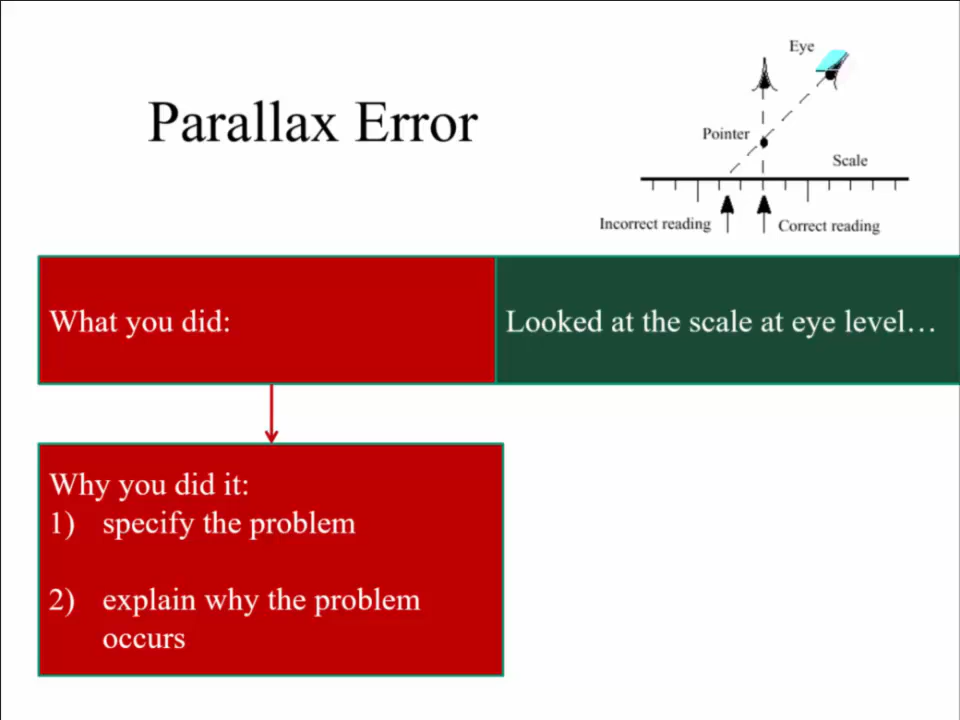 Eye
Parallax Error
Pointer
Scale
Incorrect reading
Correct reading
What you did:
Looked at the scale at eye level…
Why you did it:
1) specify the problem
2) explain why the problem
occurs